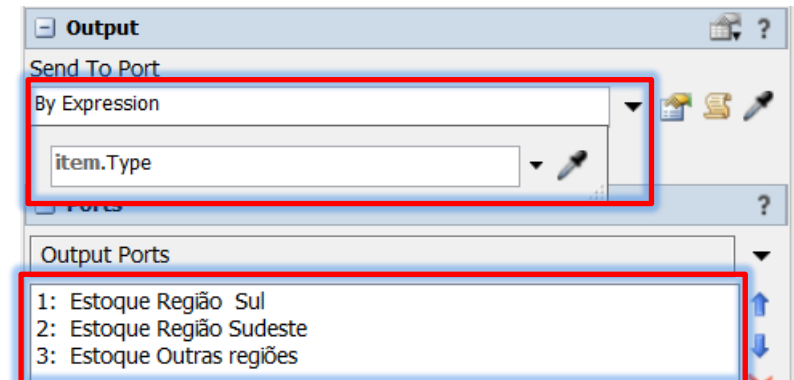 Output
?
Send To Port
By Expression
item.Type
Ports
?
Output Ports
1: Estoque Região  Sul
2: Estoque Região Sudeste
3: Estoque Outras regiões